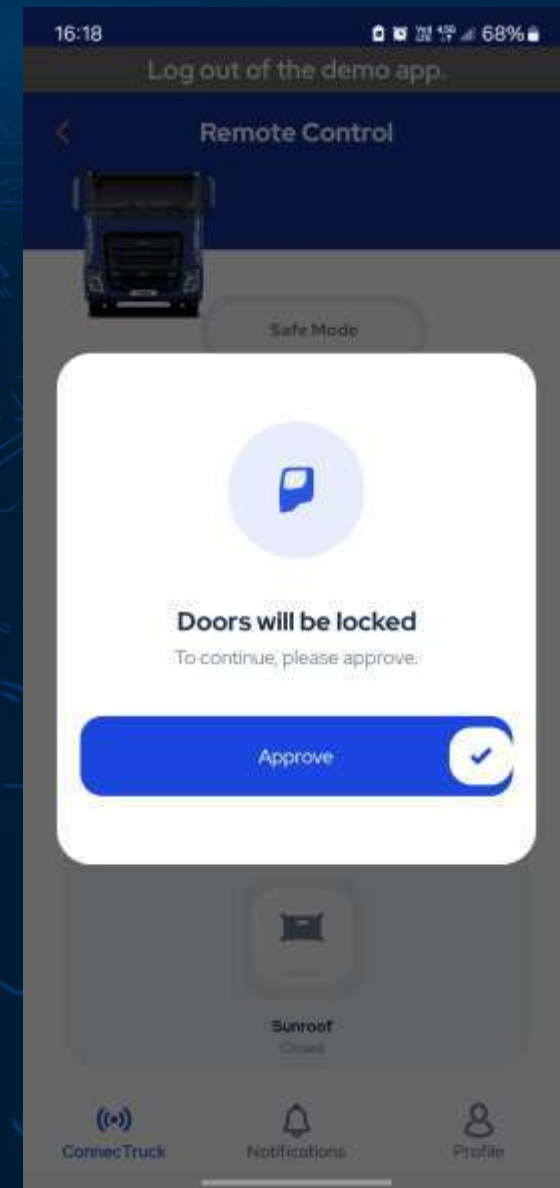 16:18
68%
Log out of the demo app.
Remote Control
Safe Mode
Doors will be locked
To continue, please approve.
Approve
Sunroof
Closed
ConnecTruck
Notifications
Profile